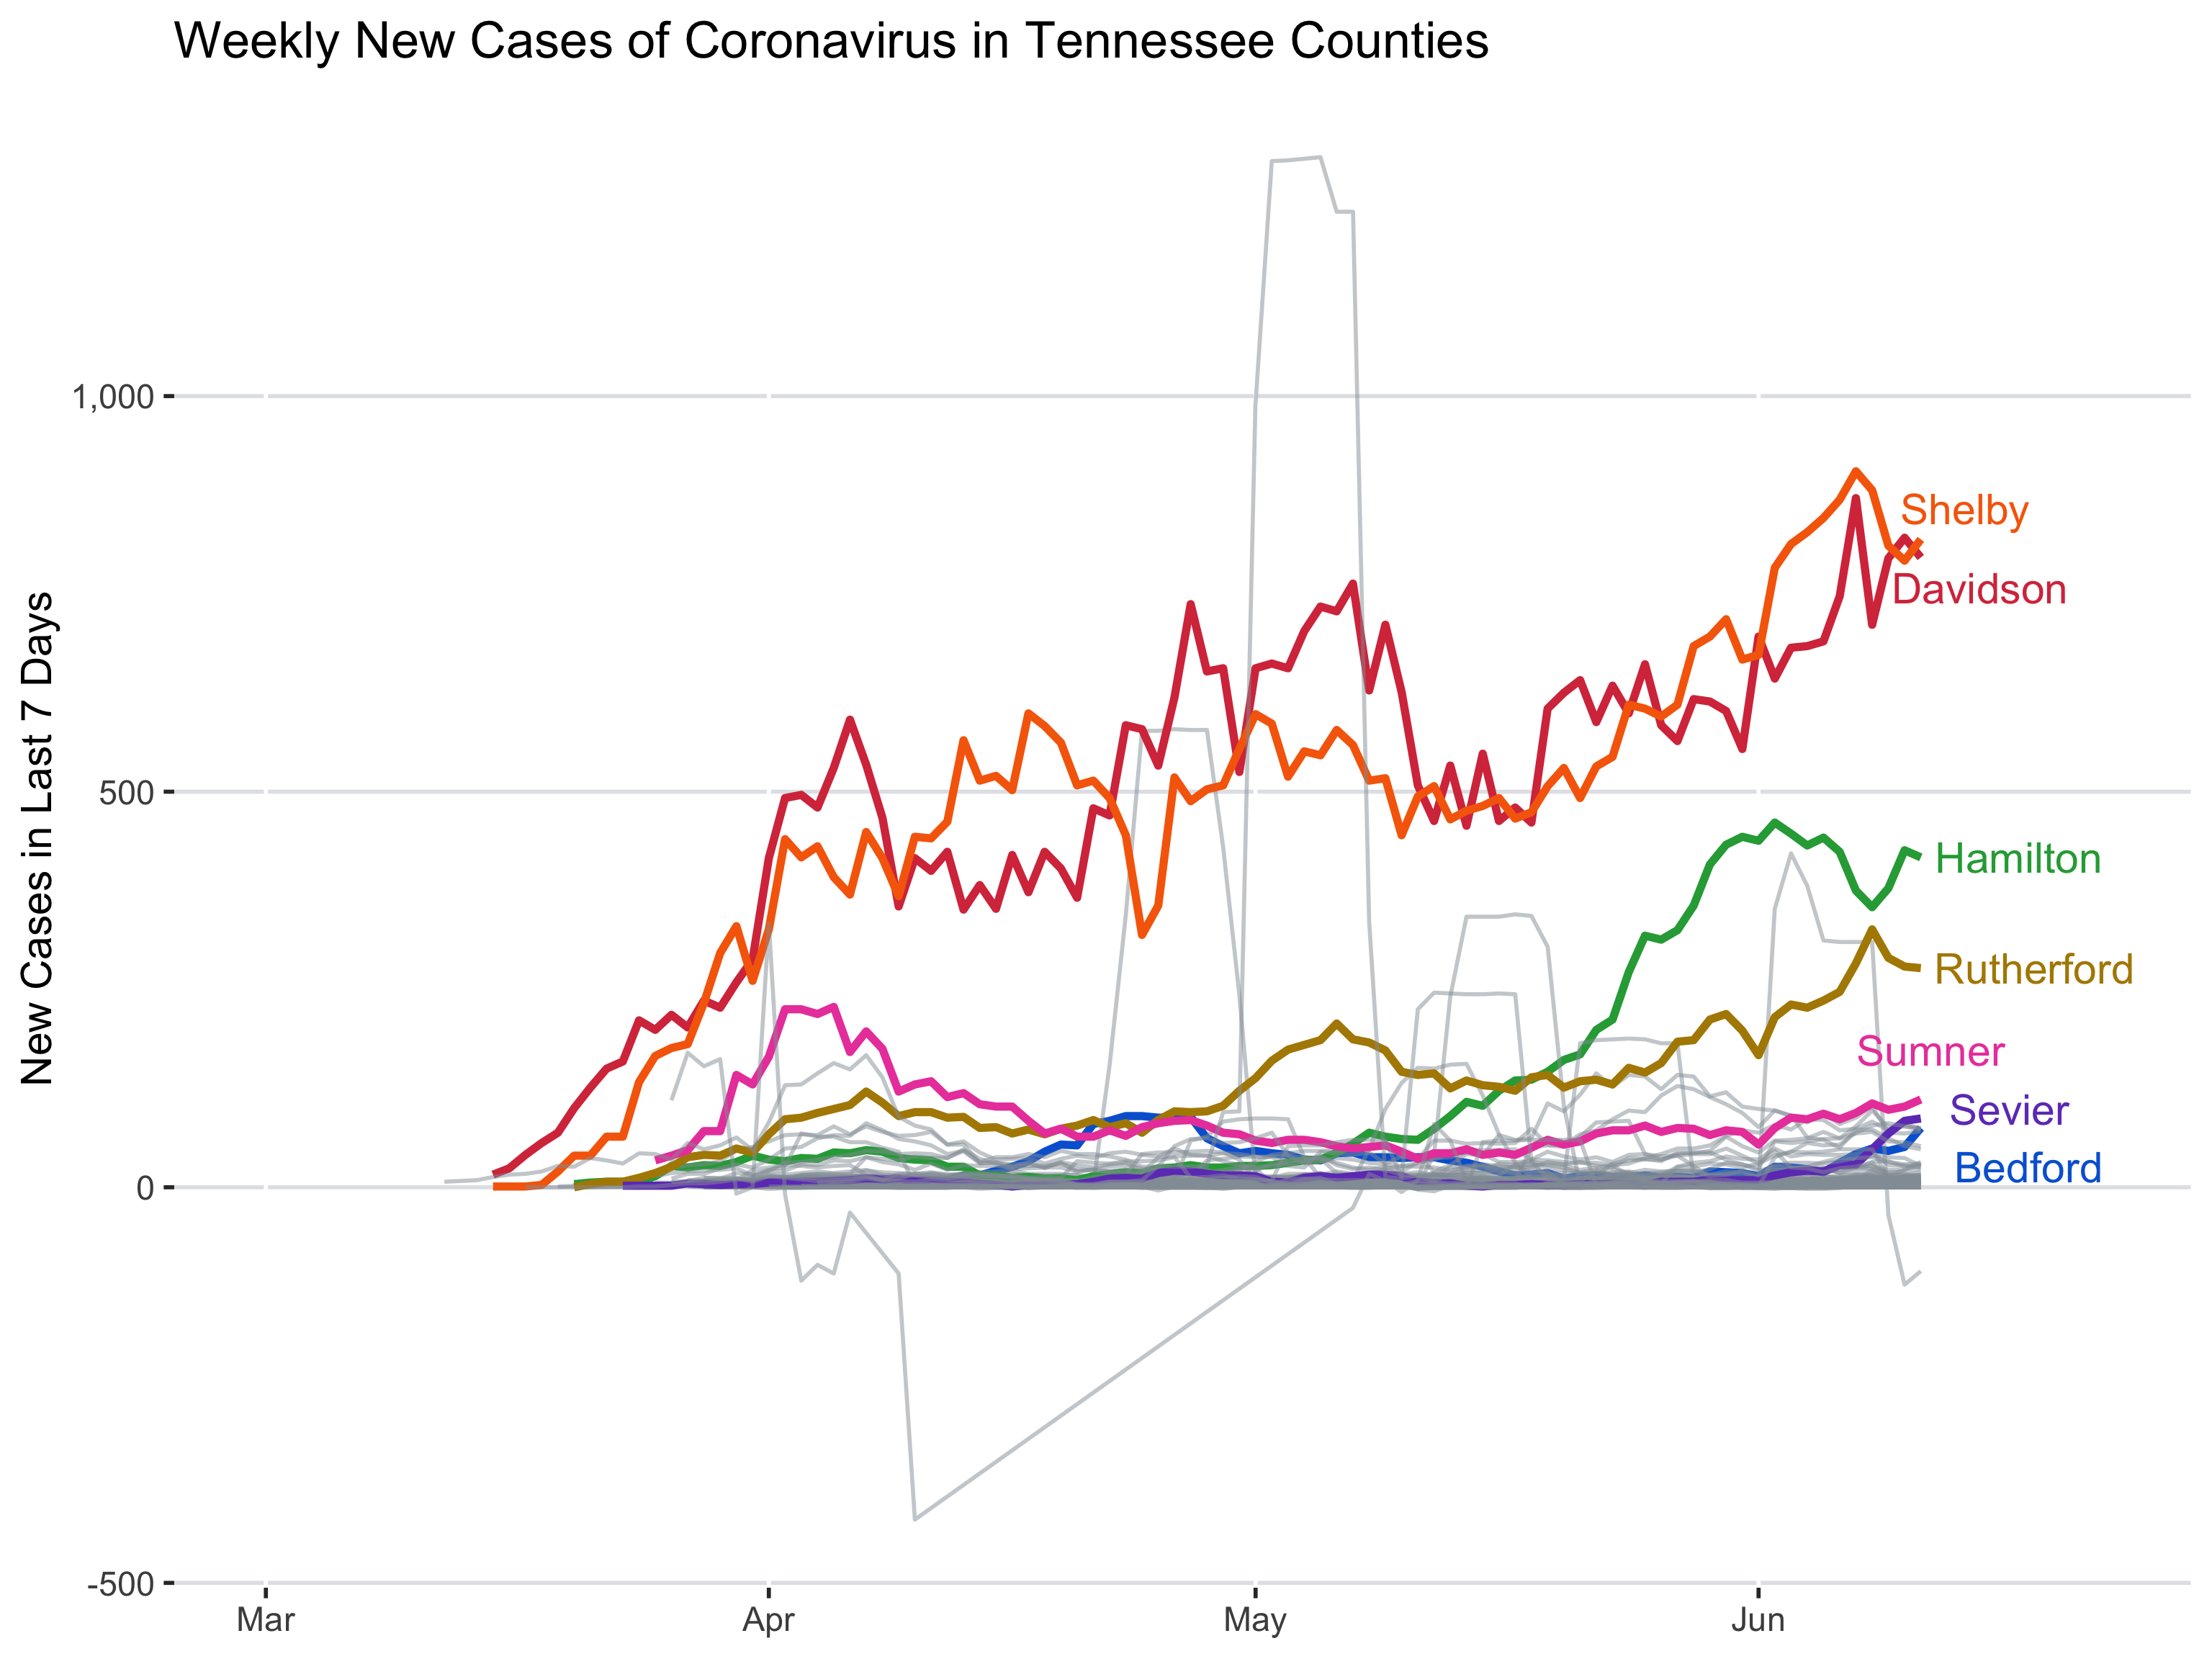 Weekly New Cases of Coronavirus in Tennessee Counties
New Cases in Last 7 Days
1,000
500
0
-500
Mar
Apr
May
Jun
Shelby
Davidson
Hamilton
Rutherford
Sumner
Sevier
Bedford